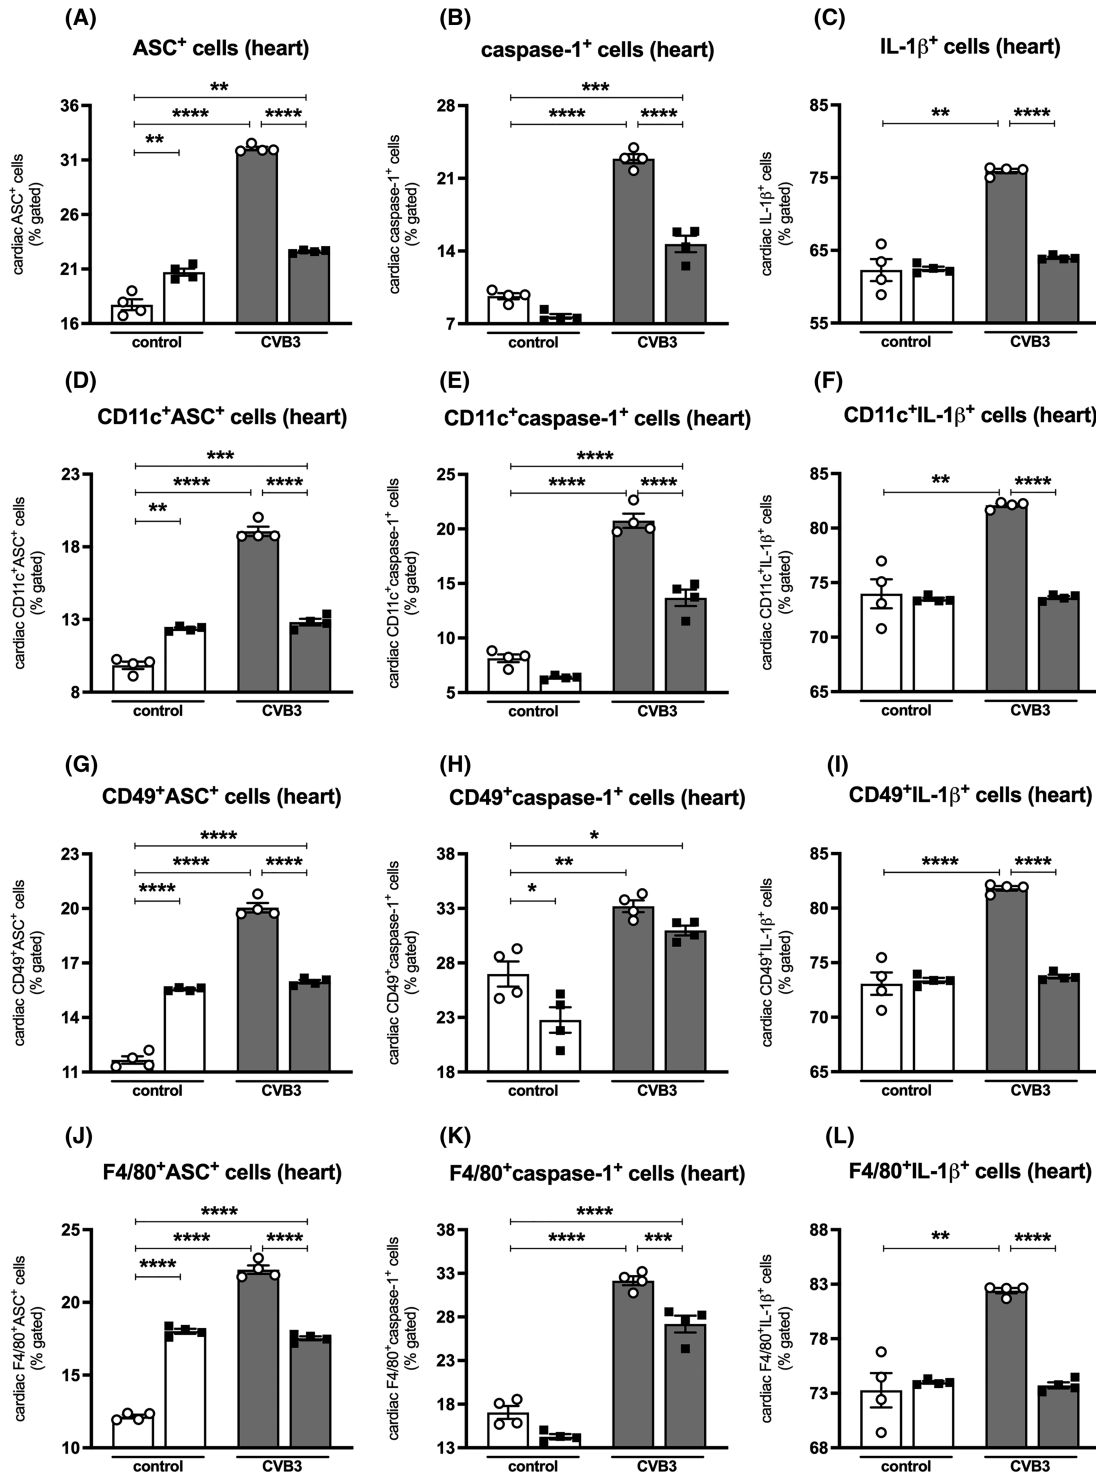 (A)
ASC⁺ cells (heart)
cardiac ASC⁺ cells
(% gated)
36
31
26
21
16
**
****
****
**
control
CVB3
(B)
caspase-1⁺ cells
cardiac caspase-1⁺ cells
(% gated)
28
21
14
7
***
****
****
control
CVB3
(C)
IL-1β⁺ cells (heart)
cardiac IL-1β⁺ cells
(% gated)
85
75
65
55
**
****
control
CVB3
(D)
CD11c⁺ASC⁺ cells (heart)
cardiac CD11c⁺ASC⁺ cells
(% gated)
23
18
13
8
***
****
****
**
control
CVB3
(E)
CD11c⁺caspase-1⁺ cells (heart)
cardiac CD11c⁺caspase-1⁺ cells
(% gated)
25
20
15
10
5
****
****
****
control
CVB3
(F)
CD11c⁺IL-1β⁺ cells (heart)
cardiac CD11c⁺IL-1β⁺ cells
(% gated)
85
80
75
70
65
**
****
control
CVB3
(G)
CD49⁺ASC⁺ cells (heart)
cardiac CD49⁺ASC⁺ cells
(% gated)
23
20
17
14
11
****
****
****
****
control
CVB3
(H)
CD49⁺caspase-1⁺ cells (heart)
cardiac CD49⁺caspase-1⁺ cells
(% gated)
38
33
28
23
18
*
**
*
control
CVB3
(I)
CD49⁺IL-1β⁺ cells (heart)
cardiac CD49⁺IL-1β⁺ cells
(% gated)
85
80
75
70
65
****
****
control
CVB3
(J)
F4/80⁺ASC⁺ cells (heart)
cardiac F4/80⁺ASC⁺ cells
(% gated)
25
20
15
10
****
****
****
****
control
CVB3
(K)
F4/80⁺caspase-1⁺ cells (heart)
cardiac F4/80⁺caspase-1⁺ cells
(% gated)
38
33
28
23
18
13
****
****
***
control
CVB3
(L)
F4/80⁺IL-1β⁺ cells (heart)
cardiac F4/80⁺IL-1β⁺ cells
(% gated)
88
83
78
73
68
**
****
control
CVB3